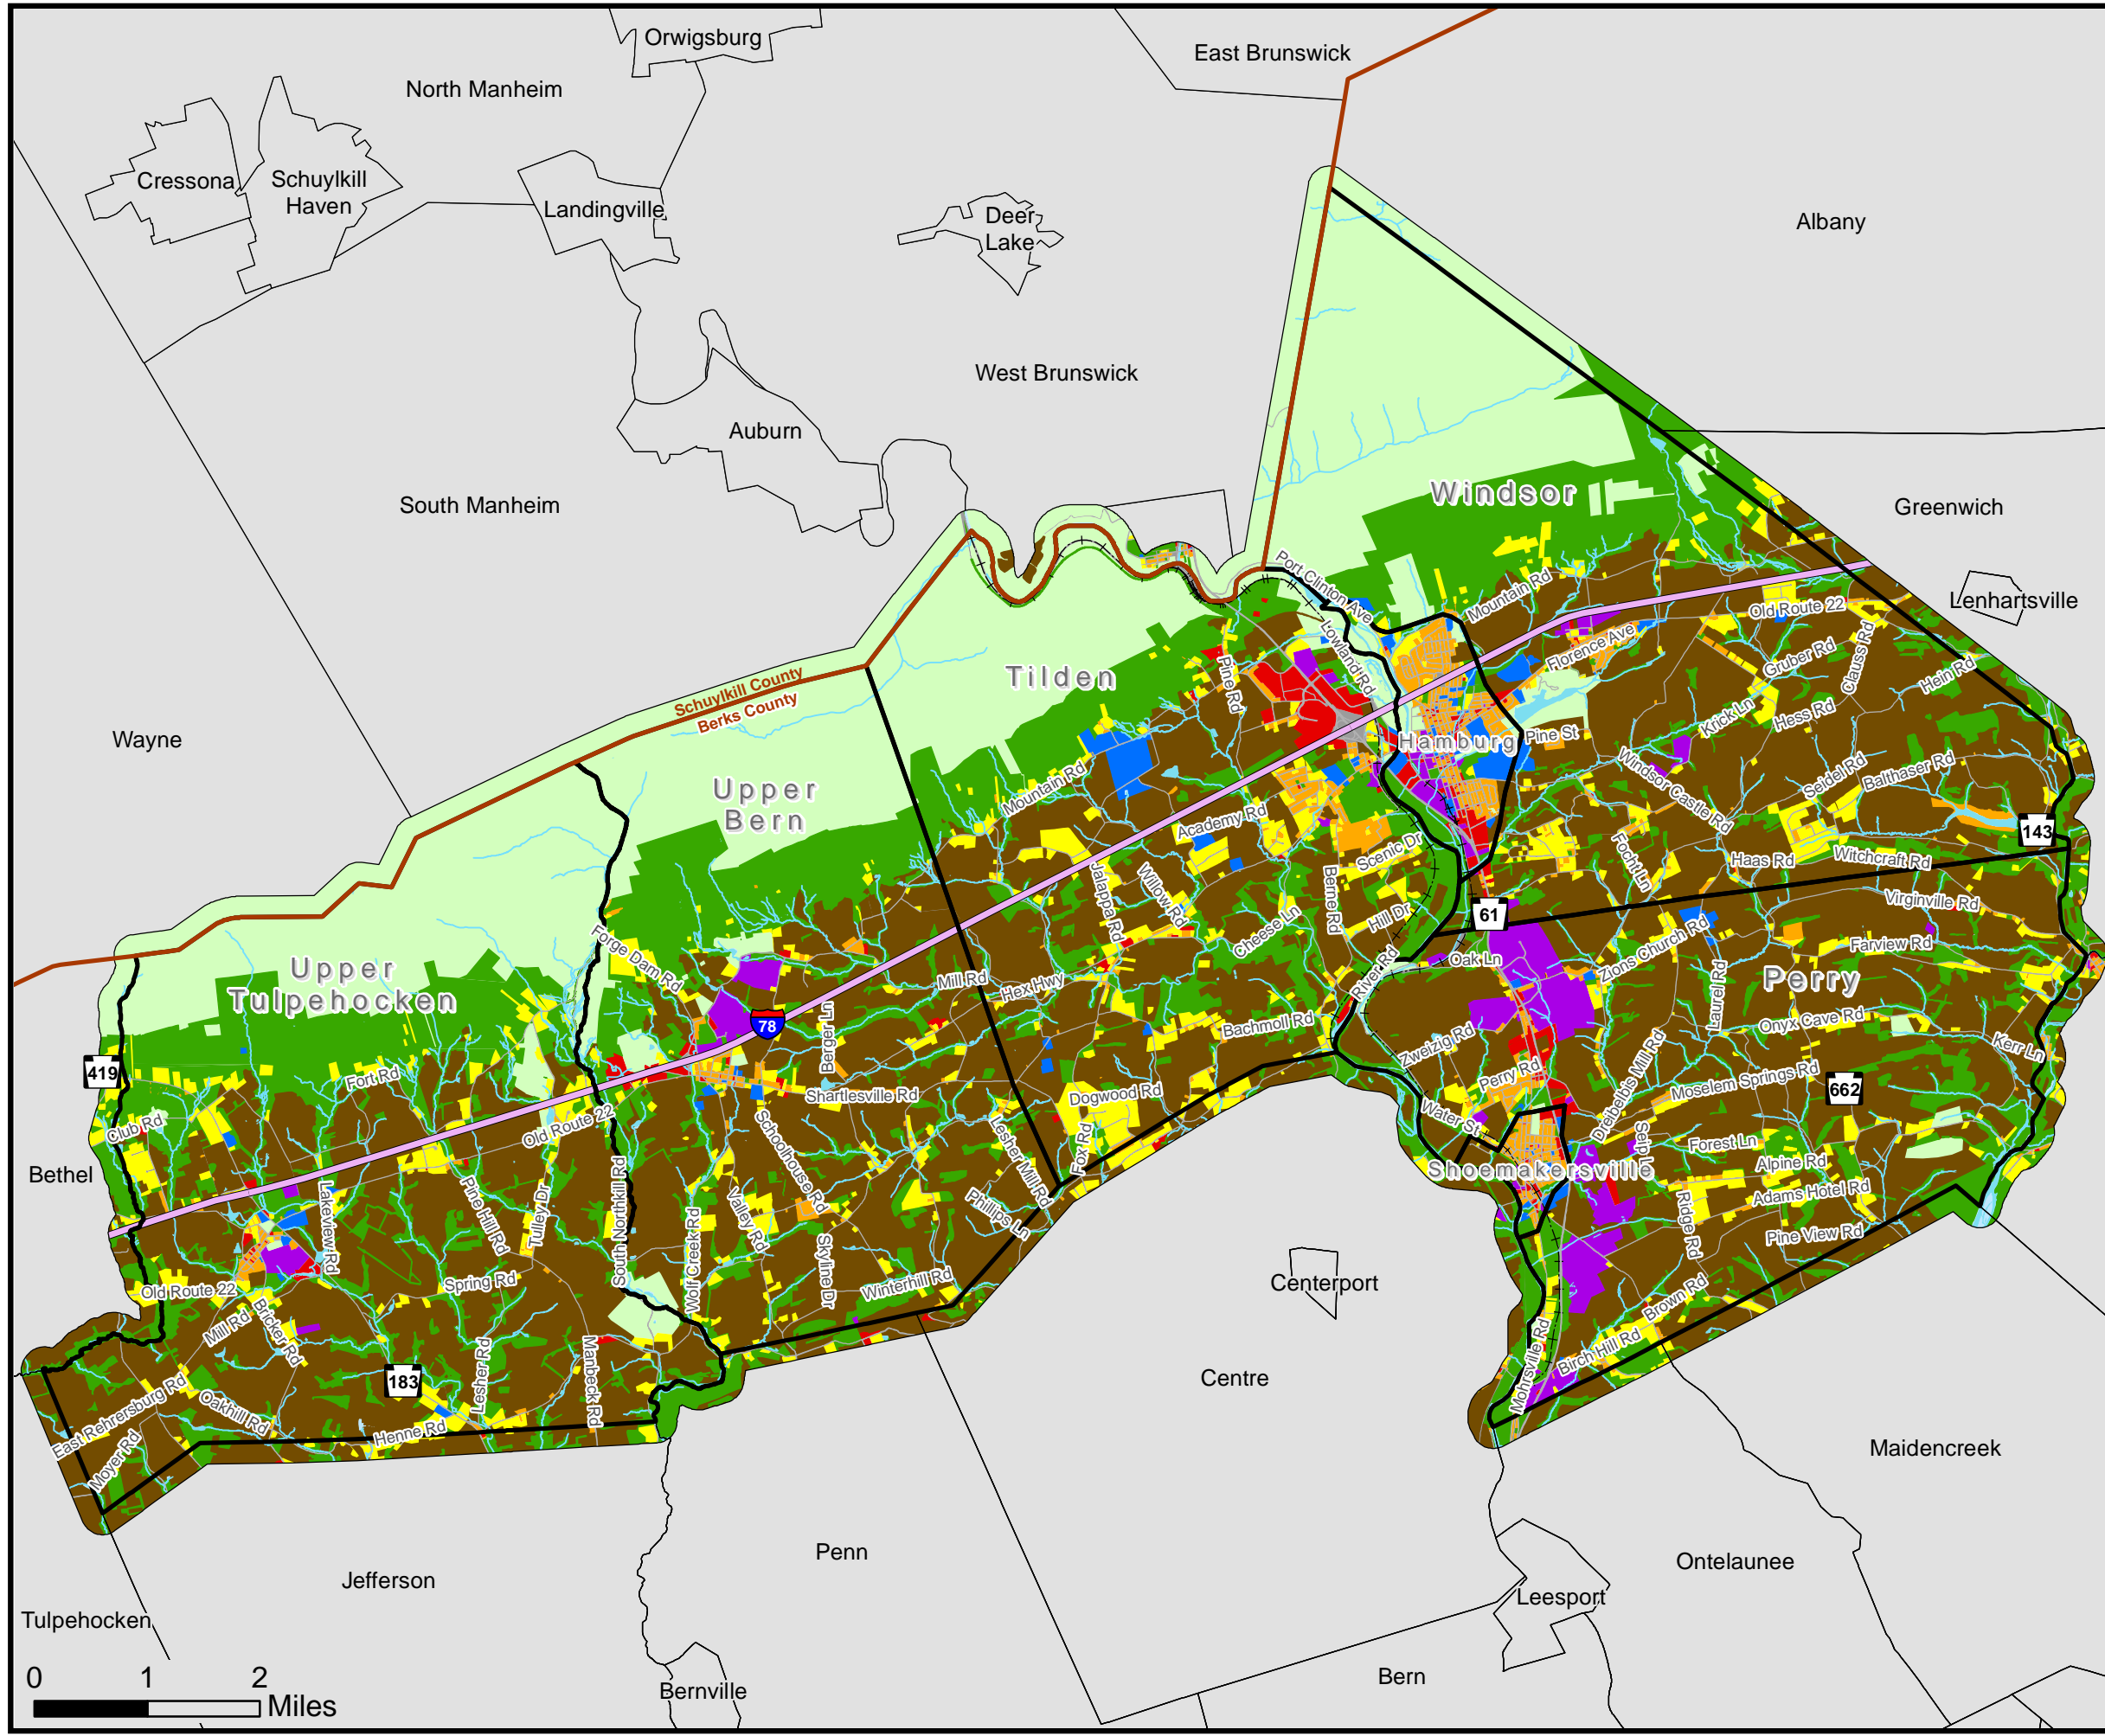 Orwigsburg
East Brunswick
North Manheim
Cressona
Schuylkill
Haven
Landingville
Deer
Lake
Albany
West Brunswick
Auburn
South Manheim
Windsor
Greenwich
Port Clinton Ave
Mountain Rd
Old Route 22
Lenhartsville
Lowland Rd
Florence Ave
Gruber Rd
Clauss Rd
Hein Rd
Tilden
Pine Rd
Schuylkill County
Berks County
Krick Ln
Hess Rd
Wayne
Hamburg
Pine St
Windsor Castle Rd
Seidel Rd
Balthaser Rd
Upper
Bern
Mountain Rd
Academy Rd
Scenic Dr
143
Focht Ln
Haas Rd
Witchcraft Rd
Jalappa Rd
Willow Rd
Berne Rd
Hill Dr
61
Virginville Rd
Cheese Ln
Zions Church Rd
Farview Rd
Forge Dam Rd
Upper
Tulpehocken
Mill Rd
Hex Hwy
River Rd
Oak Ln
Perry
Laurel Rd
78
Berger Ln
Bachmoll Rd
Zweizig Rd
Onyx Cave Rd
Kerr Ln
419
Fort Rd
Perry Rd
Dreibelbis Mill Rd
Moselem Springs Rd
662
Shartlesville Rd
Dogwood Rd
Club Rd
Old Route 22
Schoolhouse Rd
Lesher Mill Rd
Fox Rd
Water St
Seip L
Forest Ln
Bethel
Shoemakersville
Alpine Rd
Adams Hotel Rd
Lakeview Rd
Pine Hill Rd
Tulley Dr
South Northkill Rd
Wolf Creek Rd
Valley Rd
Phillips Ln
Ridge Rd
Pine View Rd
Skyline Dr
Old Route 22
Spring Rd
Winterhill Rd
Centerport
Mill Rd
Bricker Rd
Brown Rd
Birch Hill Rd
Mohrsville Rd
Lesher Rd
Manbeck Rd
183
Centre
East Rehrersburg Rd
Oakhill Rd
Moyer Rd
Henne Rd
Maidencreek
Penn
Ontelaunee
Jefferson
Leesport
Tulpehocken
Bern
Bernville
0 1 2
Miles